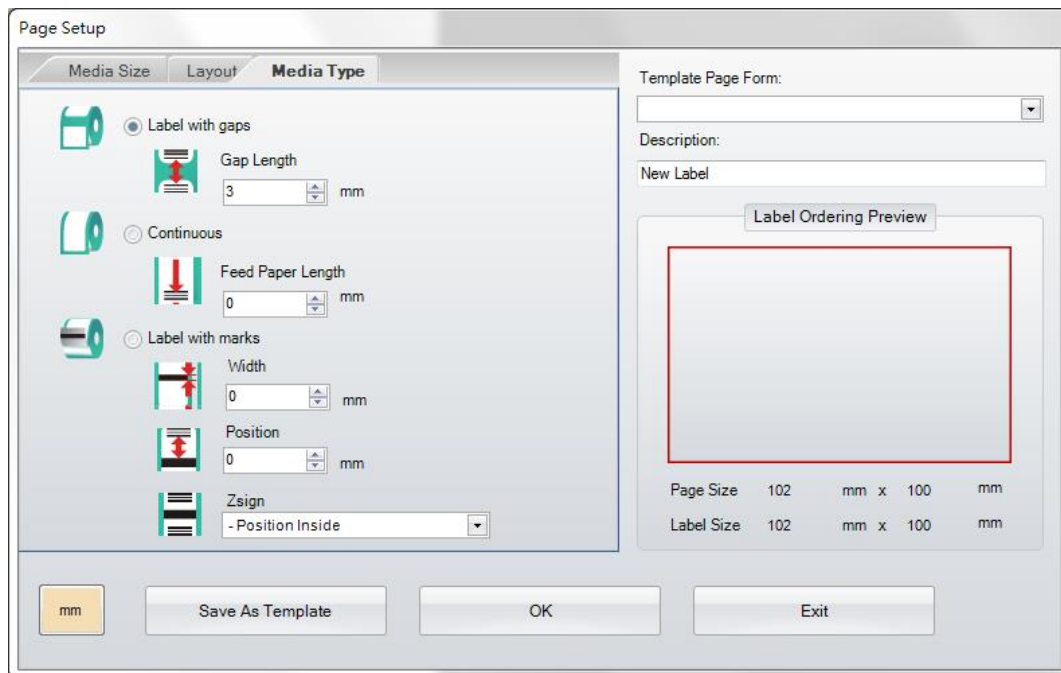 Page Setup
Media Size Layout Media Type
Label with gaps
Gap Length
3 mm
Continuous
Feed Paper Length
0 mm
Label with marks
Width
0 mm
Position
0 mm
Zsign
- Position Inside
Template Page Form:
Description:
New Label
Label Ordering Preview
Page Size 102 mm x 100 mm
Label Size 102 mm x 100 mm
mm Save As Template OK Exit